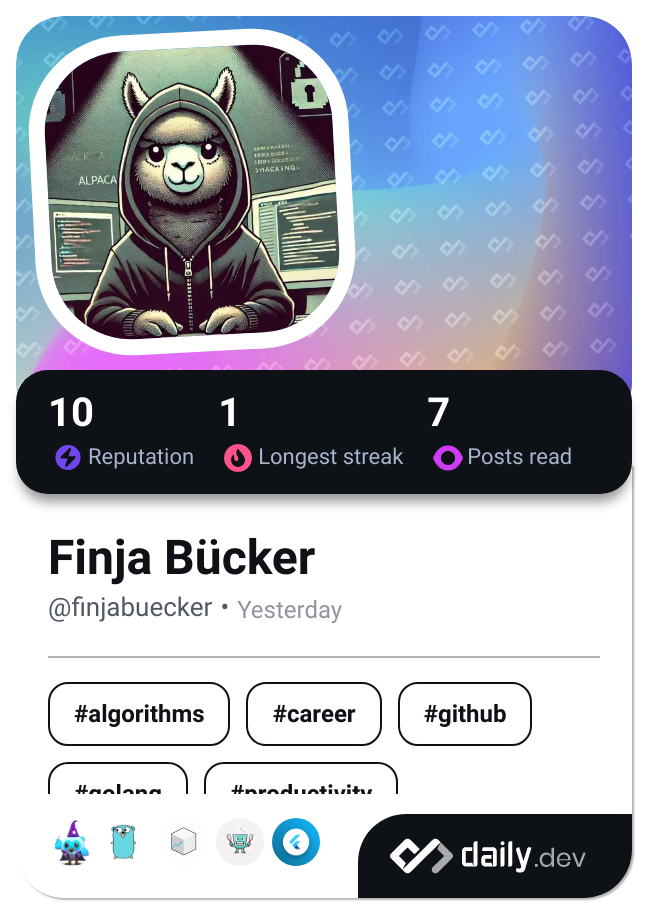 ALPACA
HACKING
10 1 7
Reputation Longest streak Posts read
Finja Bücker
@finjabuecker • Yesterday
#algorithms #career #github
#golang #productivity
daily.dev